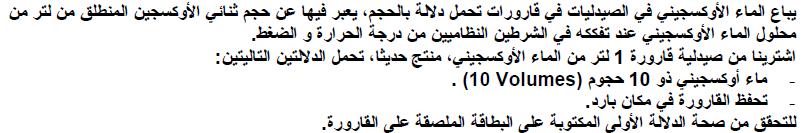 يباع الماء الأوكسجيني في الصيدليات في قارورات تحمل دلالة بالحجم، يعبر فيها عن حجم ثنائي الأوكسجين المنطلق من لتر من
محلول الماء الأوكسجيني عند تفككه في الشرطين النظاميين من درجة الحرارة و الضغط.
اشترينا من صيدلية قارورة 1 لتر من الماء الأوكسجيني، منتج حديثا، تحمل الدلالتين التاليتين:
- ماء أوكسجيني ذو 10 حجوم (10 Volumes) .
- تحفظ القارورة في مكان بارد.
للتحقق من صحة الدلالة الأولى المكتوبة على البطاقة الملصقة على القارورة.